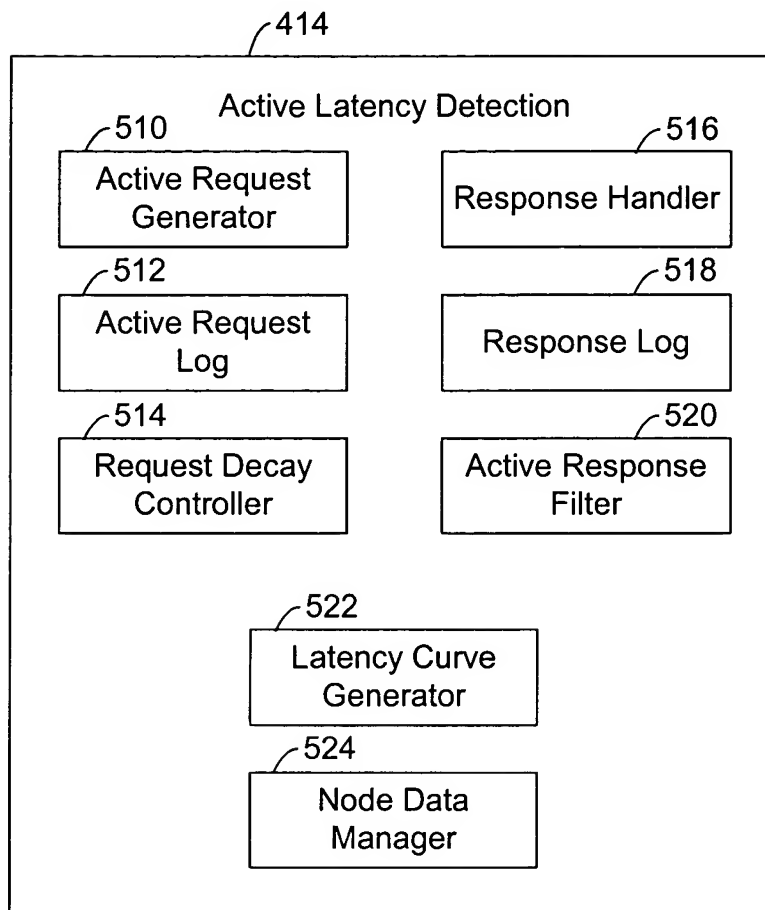 414
Active Latency Detection
510
Active Request
Generator
516
Response Handler
512
Active Request
Log
518
Response Log
514
Request Decay
Controller
520
Active Response
Filter
522
Latency Curve
Generator
524
Node Data
Manager